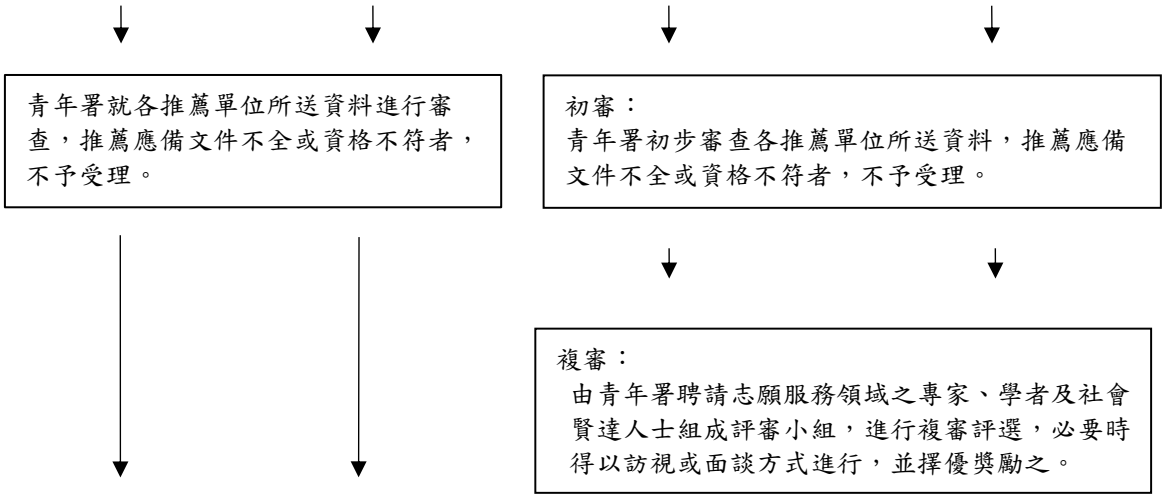 青年署就各推薦單位所送資料進行審
查，推薦應備文件不全或資格不符者，
不予受理。
初審：
青年署初步審查各推薦單位所送資料，推薦應備
文件不全或資格不符者，不予受理。
複審：
由青年署聘請志願服務領域之專家、學者及社會
賢達人士組成評審小組，進行複審評選，必要時
得以訪視或面談方式進行，並擇優獎勵之。